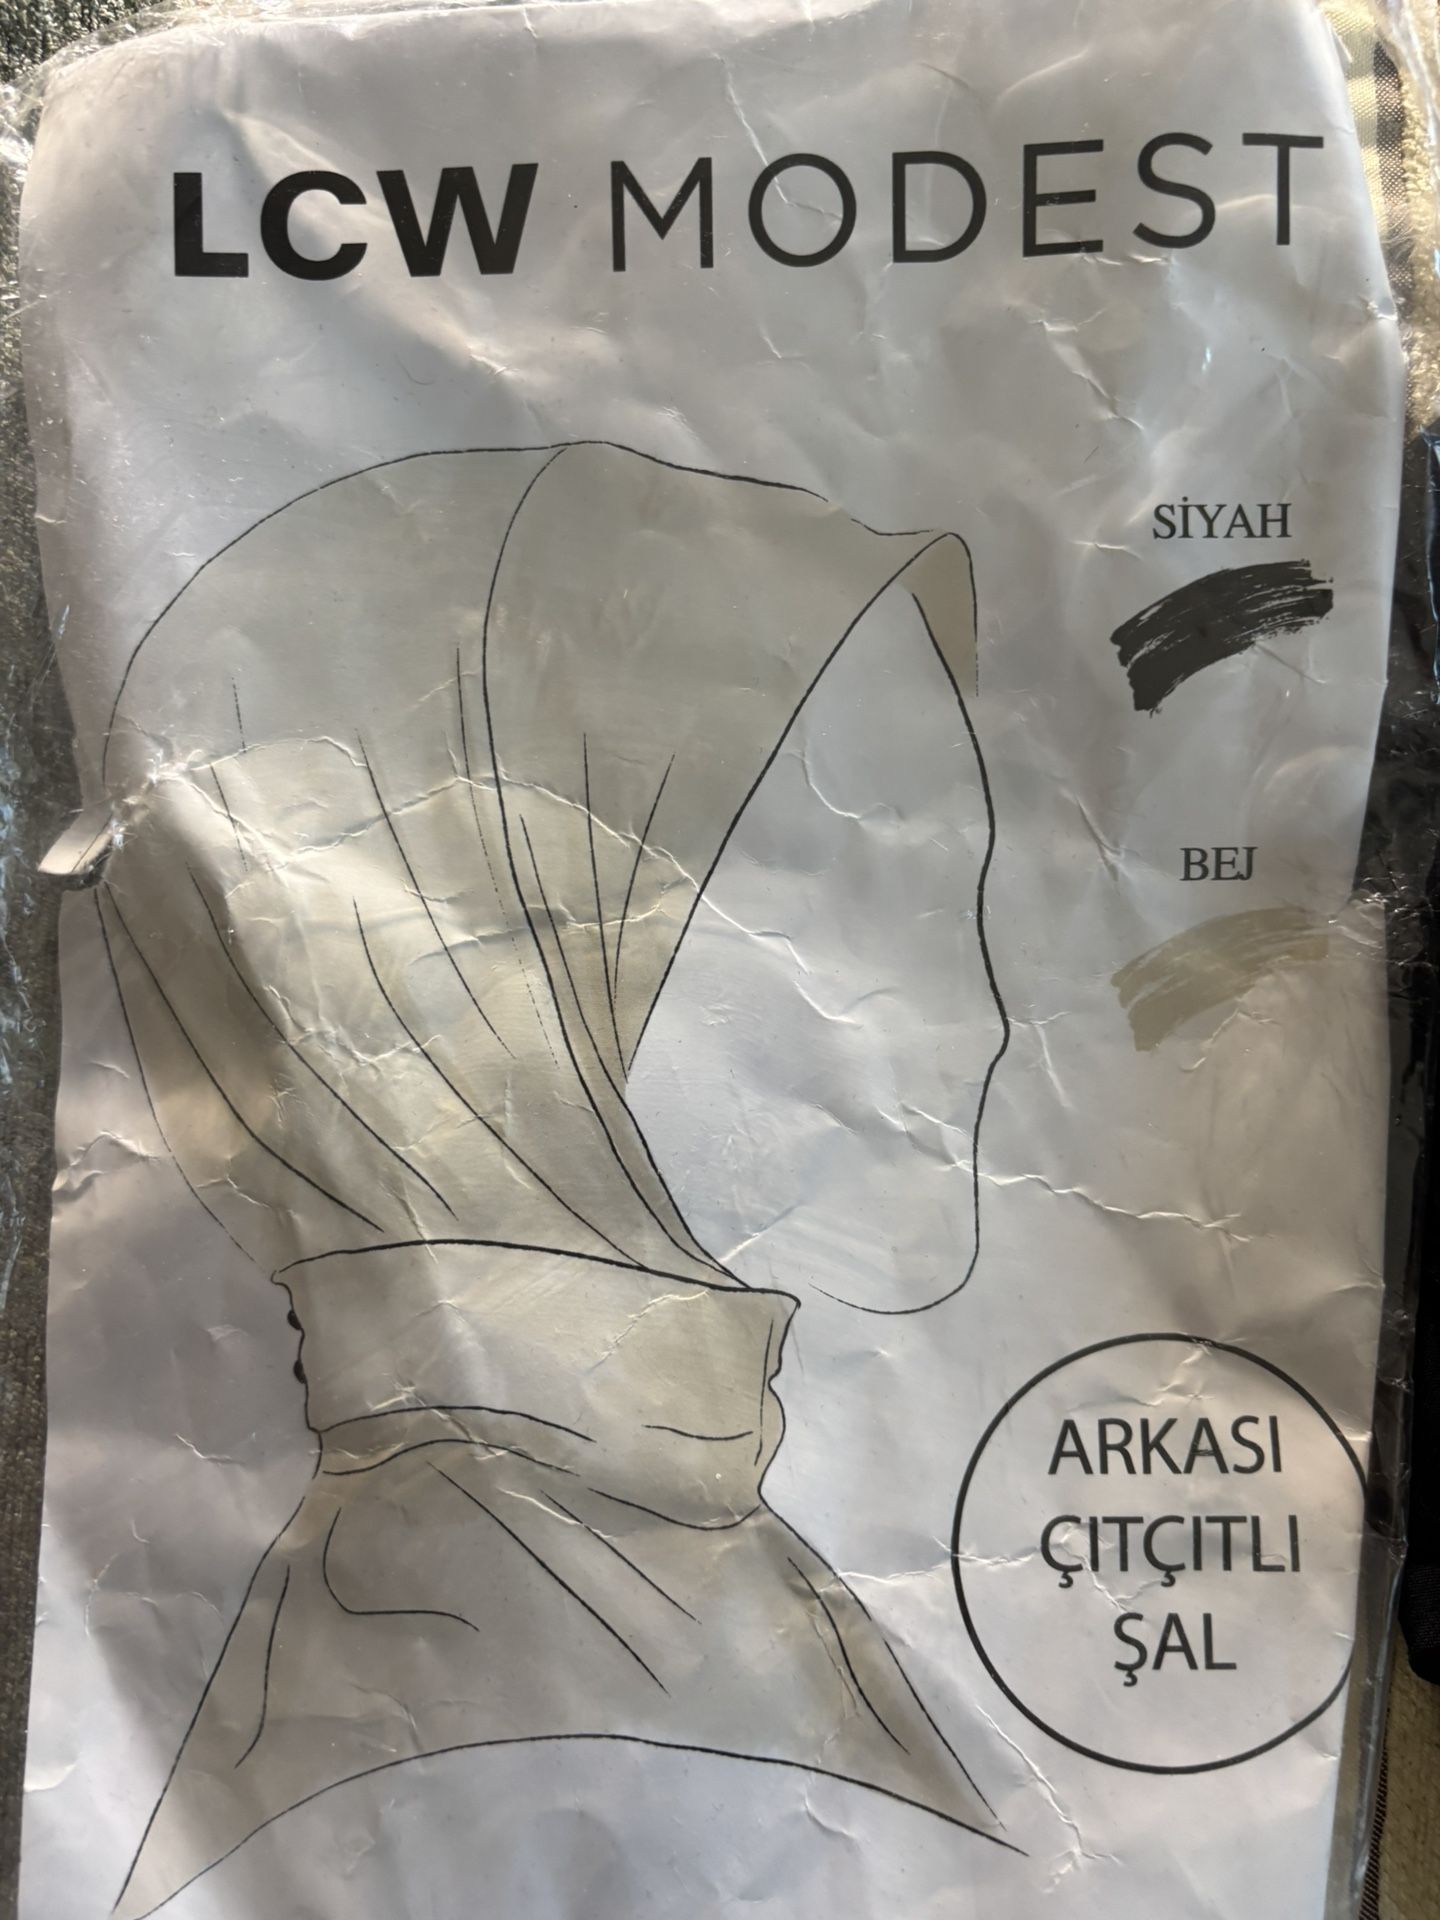 LCW MODEST
SİYAH
BEJ
ARKASI
ÇITÇITLI
ŞAL